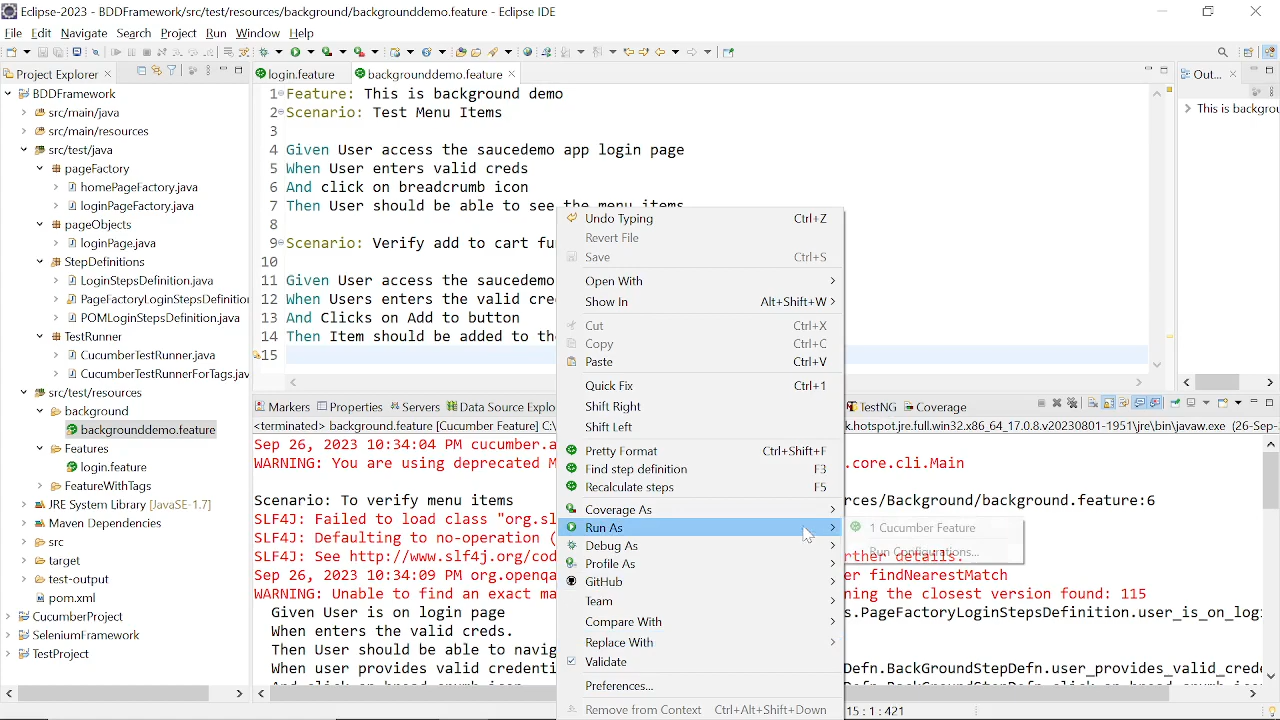 Eclipse-2023 - BDDFramework/src/test/resources/background/backgrounddemo.feature - Eclipse IDE
File Edit Navigate Search Project Run Window Help
Project Explorer
login.feature
backgrounddemo.feature
Out...
BDDFramework
src/main/java
src/main/resources
src/test/java
pageFactory
homePageFactory.java
loginPageFactory.java
pageObjects
loginPage.java
StepDefinitions
LoginStepsDefinition.java
PageFactoryLoginStepsDefinitio
POMLoginStepsDefinition.java
TestRunner
CucumberTestRunner.java
CucumberTestRunnerForTags.jav
src/test/resources
background
backgrounddemo.feature
Features
login.feature
FeatureWithTags
JRE System Library [JavaSE-1.7]
Maven Dependencies
src
target
test-output
pom.xml
CucumberProject
SeleniumFramework
TestProject
1 Feature: This is background demo
2 Scenario: Test Menu Items
3
4 Given User access the saucedemo app login page
5 When User enters valid creds
6 And click on breadcrumb icon
7 Then User should be able to see the menu items
8
9 Scenario: Verify add to cart fu
10
11 Given User access the saucedemo
12 When Users enters the valid cre
13 And Clicks on Add to button
14 Then Item should be added to th
15
This is backgrou
Undo Typing Ctrl+Z
Revert File
Save Ctrl+S
Open With
Show In Alt+Shift+W
Cut Ctrl+X
Copy Ctrl+C
Paste Ctrl+V
Quick Fix Ctrl+1
Shift Right
Shift Left
Pretty Format Ctrl+Shift+F
Find step definition F3
Recalculate steps F5
Coverage As
Run As
Debug As
Profile As
GitHub
Team
Compare With
Replace With
Validate
Preferences...
Remove from Context Ctrl+Alt+Shift+Down
1 Cucumber Feature
Run Configurations...
Markers Properties Servers Data Source Explo
TestNG Coverage
<terminated> background.feature [Cucumber Feature] C:\
k.hotspot.jre.full.win32.x86_64_17.0.8.v20230801-1951\jre\bin\javaw.exe (26-Sep-
Sep 26, 2023 10:34:04 PM cucumber.a
WARNING: You are using deprecated M
.core.cli.Main
Scenario: To verify menu items
rces/Background/background.feature:6
SLF4J: Failed to load class "org.sl
SLF4J: Defaulting to no-operation (
SLF4J: See http://www.slf4j.org/cod
rther details.
Sep 26, 2023 10:34:09 PM org.openqa
er findNearestMatch
WARNING: Unable to find an exact ma
ning the closest version found: 115
Given User is on login page
s.PageFactoryLoginStepsDefinition.user_is_on_log
When enters the valid creds.
Then User should be able to navig
When user provides valid credenti
Defn.BackGroundStepDefn.user_provides_valid_crede
15 : 1 : 421